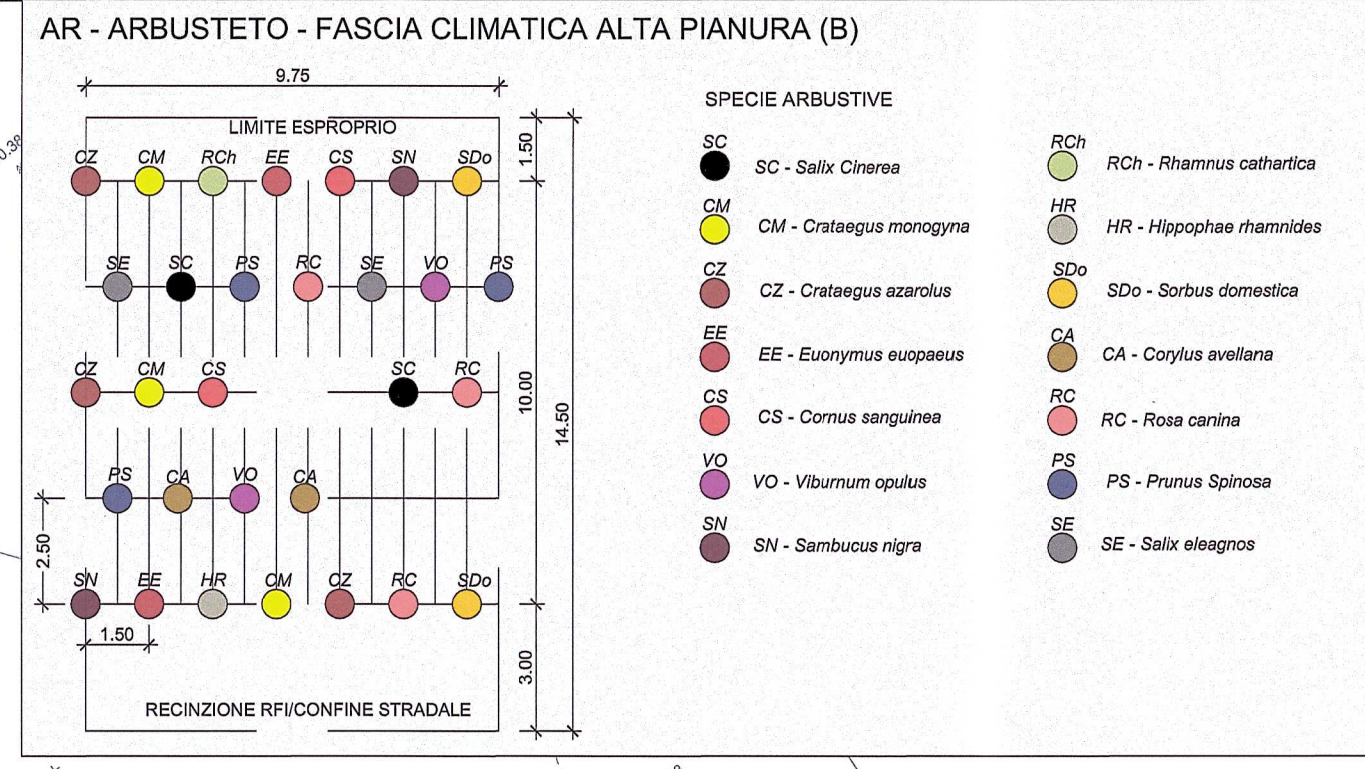 AR - ARBUSTETO - FASCIA CLIMATICA ALTA PIANURA (B)
9.75
LIMITE ESPROPRIO
CZ CM RCh EE CS SN SDo
1.50
SE SC PS RC SE VO PS
CZ CM CS SC RC
10.00
14.50
PS CA VO CA
2.50
SN EE HR CM CZ RC SDo
1.50
3.00
RECINZIONE RFI/CONFINE STRADALE
SPECIE ARBUSTIVE
SC
SC - Salix Cinerea
CM
CM - Crataegus monogyna
CZ
CZ - Crataegus azarolus
EE
EE - Euonymus euopaeus
CS
CS - Cornus sanguinea
VO
VO - Viburnum opulus
SN
SN - Sambucus nigra
RCh
RCh - Rhamnus cathartica
HR
HR - Hippophae rhamnides
SDo
SDo - Sorbus domestica
CA
CA - Corylus avellana
RC
RC - Rosa canina
PS
PS - Prunus Spinosa
SE
SE - Salix eleagnos